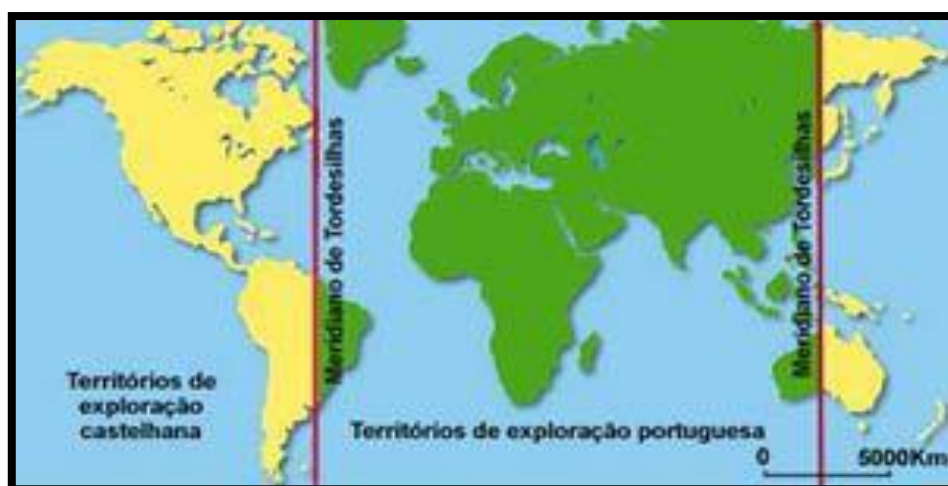 Meridiano de Tordesilhas
Meridiano de Tordesilhas
Territórios de
exploração
castelhana
Territórios de exploração portuguesa
0 5000Km